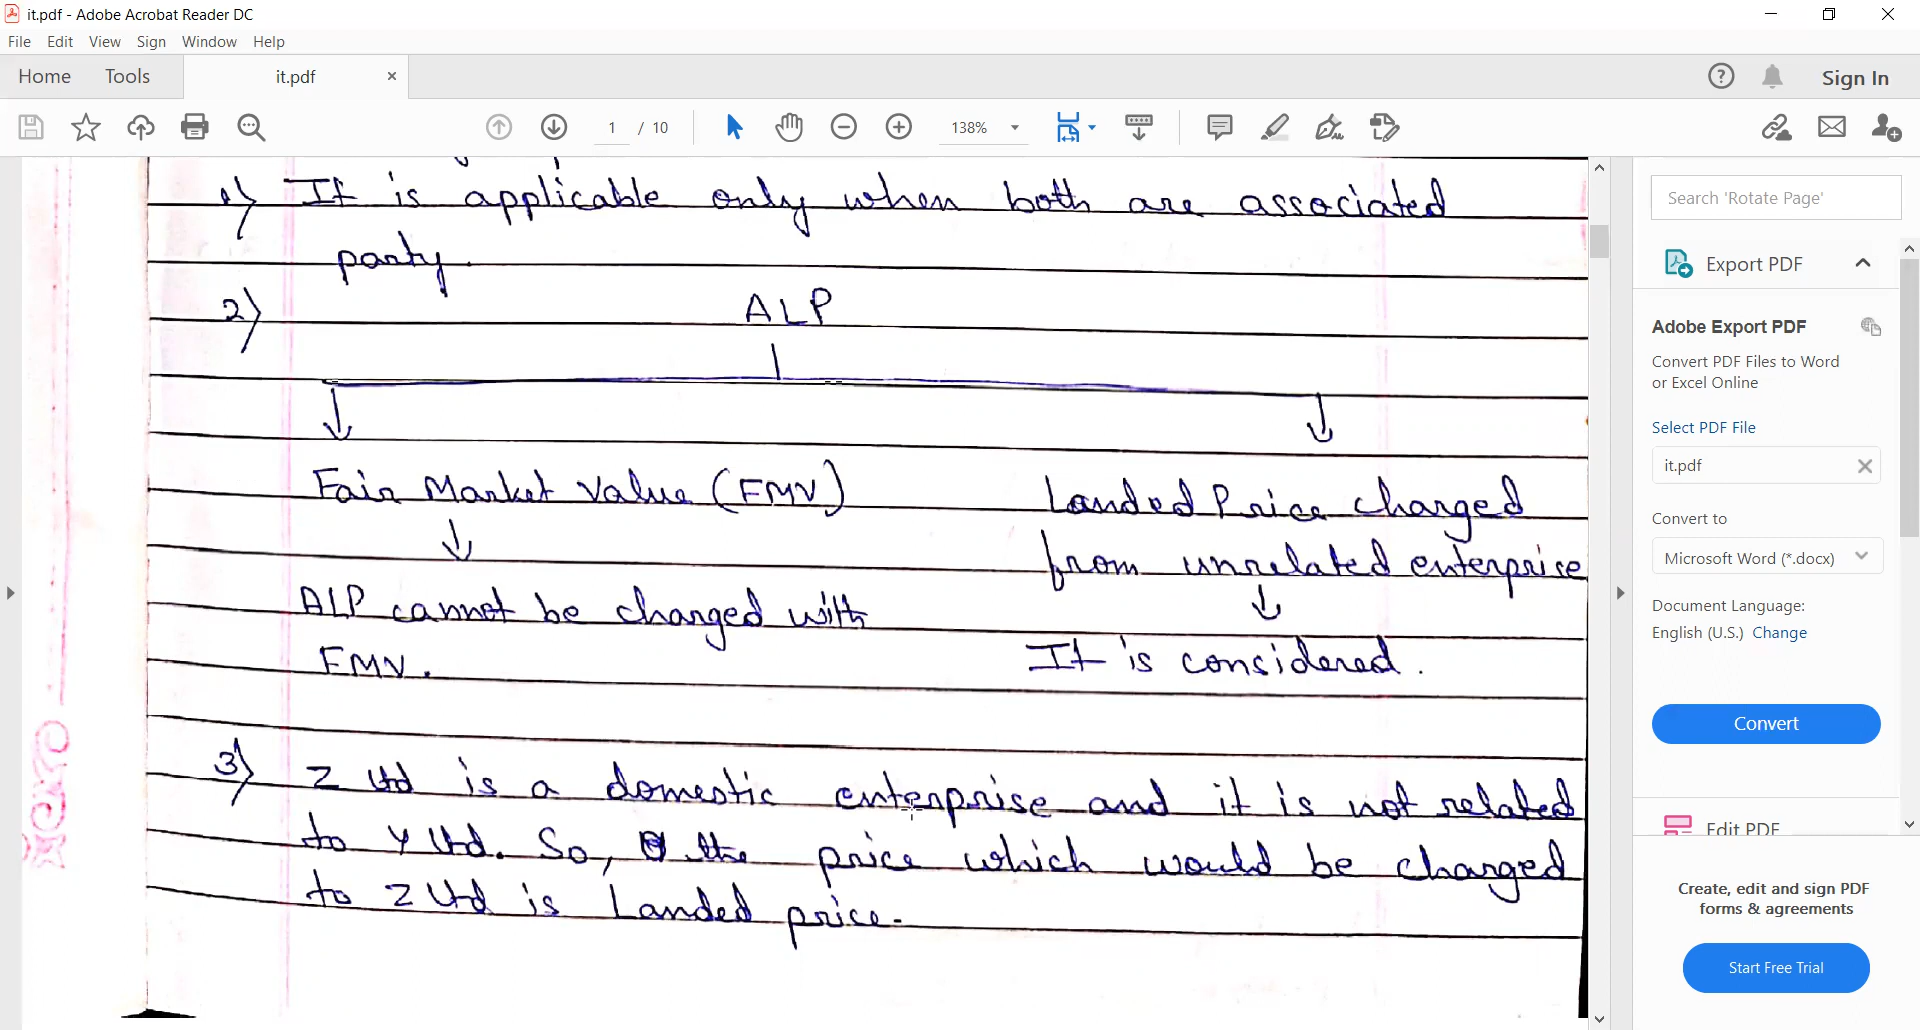 it.pdf - Adobe Acrobat Reader DC
File Edit View Sign Window Help
Home Tools it.pdf Sign In
1 / 10 138%
1) It is applicable only when both are associated
party.
2) ALP
Fair Market Value (FMV)
Landed Price charged
from unrelated enterprise
ALP cannot be charged with
FMV.
It is considered.
3) Z Ltd is a domestic enterprise and it is not related
to Y Ltd. So, the price which would be charged
to Z Ltd is Landed price.
Search 'Rotate Page'
Export PDF
Adobe Export PDF
Convert PDF Files to Word
or Excel Online
Select PDF File
it.pdf
Convert to
Microsoft Word (*.docx)
Document Language:
English (U.S.) Change
Convert
Edit PDF
Create, edit and sign PDF
forms & agreements
Start Free Trial